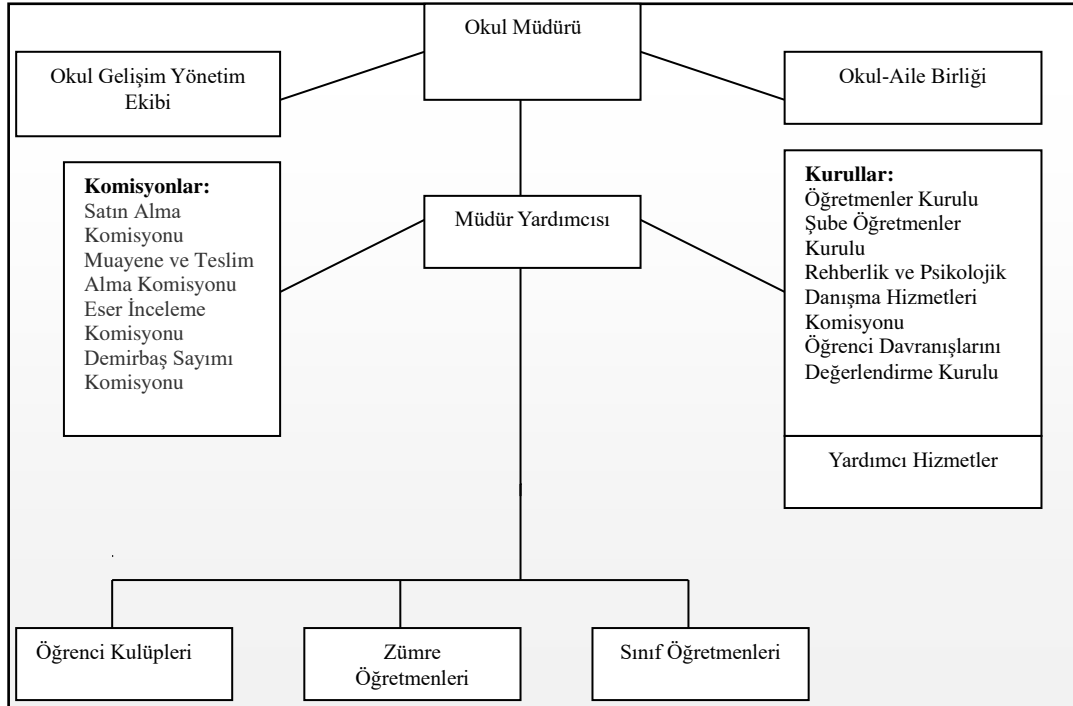 Okul Müdürü
Okul Gelişim Yönetim
Ekibi
Okul-Aile Birliği
Komisyonlar:
Satın Alma
Komisyonu
Muayene ve Teslim
Alma Komisyonu
Eser İnceleme
Komisyonu
Demirbaş Sayımı
Komisyonu
Müdür Yardımcısı
Kurullar:
Öğretmenler Kurulu
Şube Öğretmenler
Kurulu
Rehberlik ve Psikolojik
Danışma Hizmetleri
Komisyonu
Öğrenci Davranışlarını
Değerlendirme Kurulu
Yardımcı Hizmetler
Öğrenci Kulüpleri
Zümre
Öğretmenleri
Sınıf Öğretmenleri